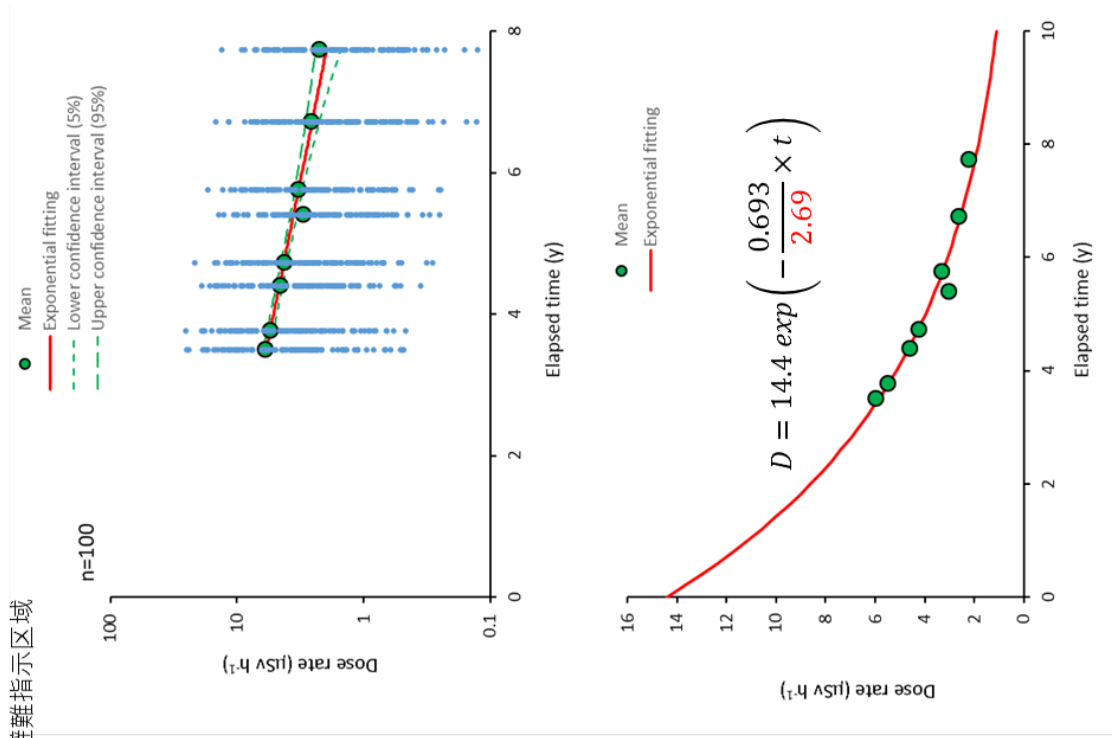 難指示区域
n=100
Mean
Exponential fitting
Lower confidence interval (5%)
Upper confidence interval (95%)
100
10
1
0.1
Dose rate (μSv h⁻¹)
0
2
4
6
8
Elapsed time (y)
Mean
Exponential fitting
D = 14.4 exp (− 0.693 / 2.69 × t)
16
14
12
10
8
6
4
2
0
Dose rate (μSv h⁻¹)
0
2
4
6
8
10
Elapsed time (y)